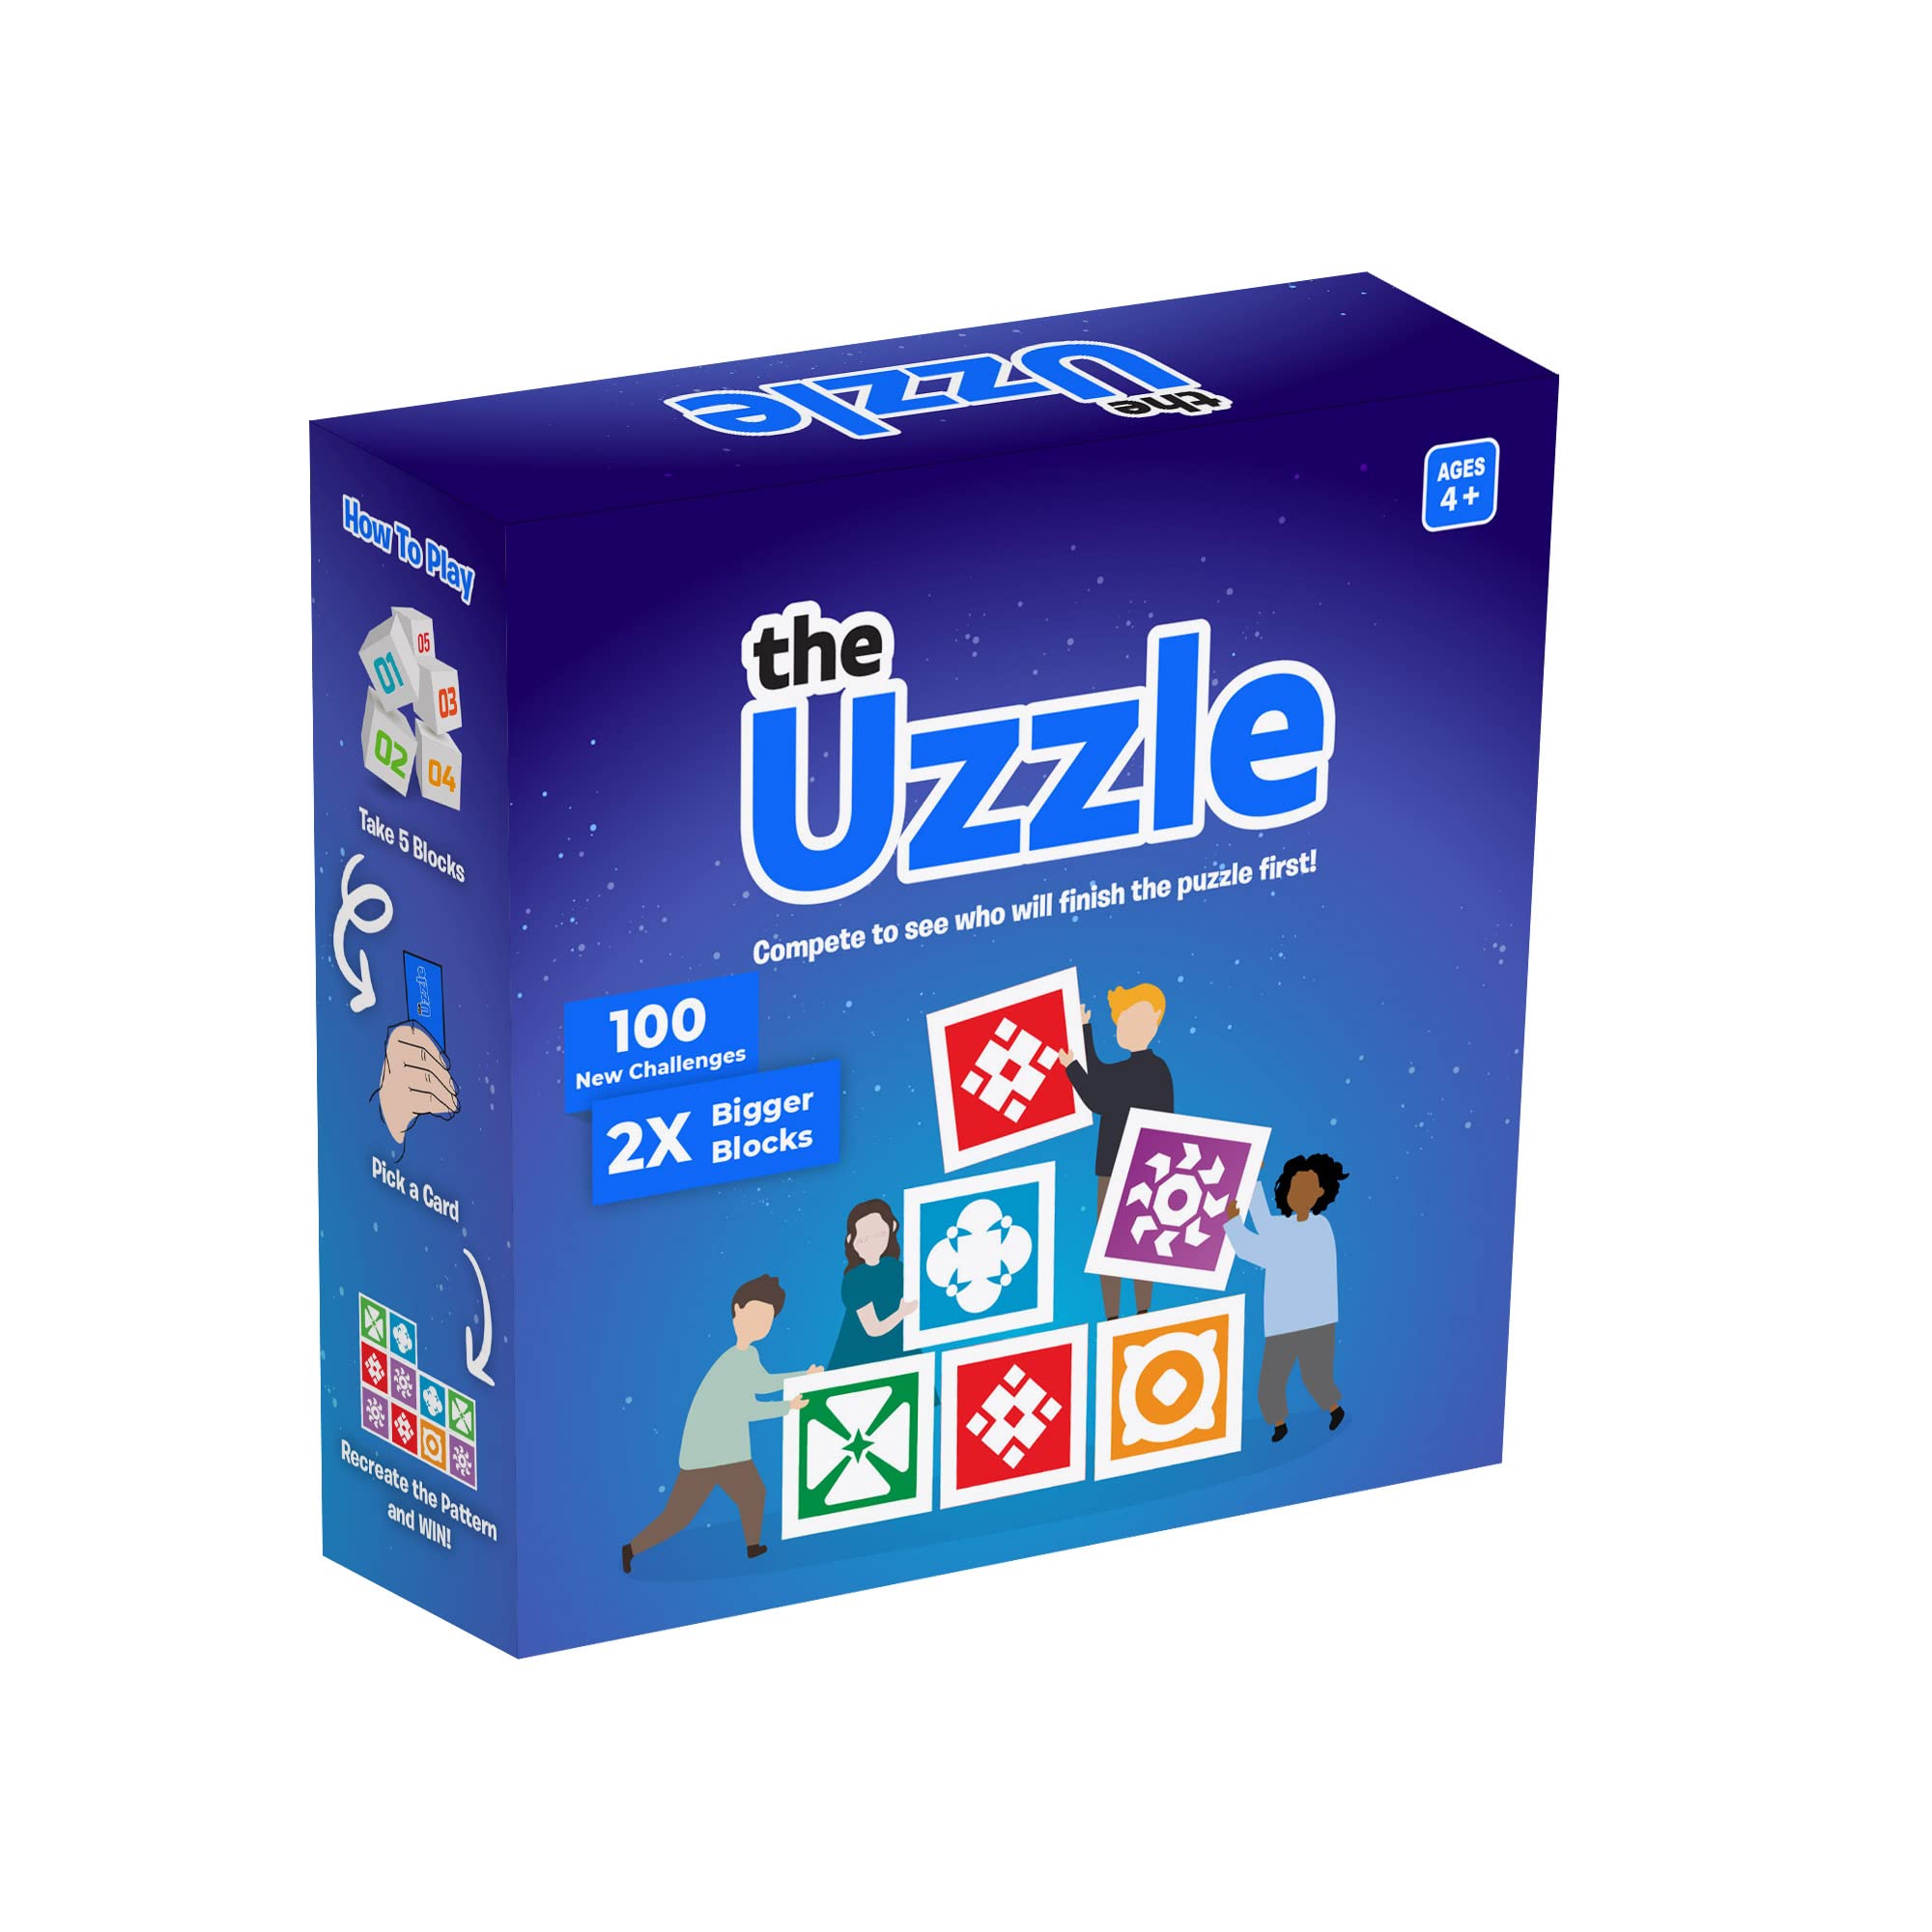 the
Uzzle
AGES
4+
the
Uzzle
Compete to see who will finish the puzzle first!
100
New Challenges
2X Bigger
Blocks
How To Play
05
01
03
02
04
Take 5 Blocks
Uzzle
Pick a Card
Recreate the Pattern
and WIN!